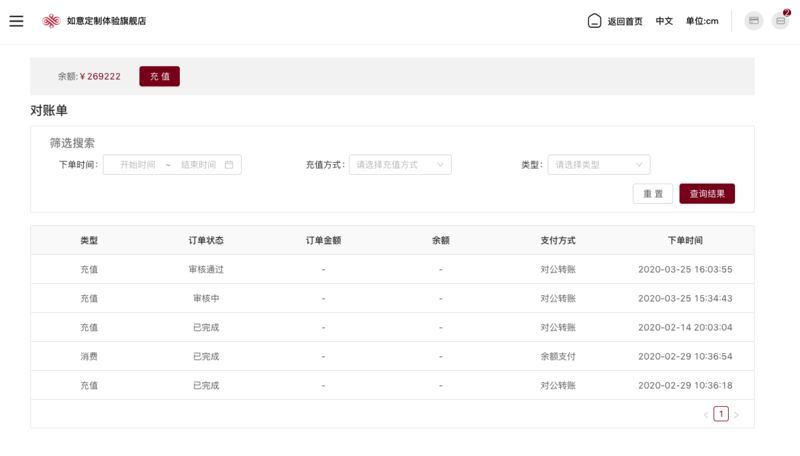 如意定制体验旗舰店 返回首页 中文 单位:cm 2
余额:¥ 269222 充 值
对账单
筛选搜索
下单时间: 开始时间 ~ 结束时间 充值方式: 请选择充值方式 类型: 请选择类型
重 置 查询结果
类型 订单状态 订单金额 余额 支付方式 下单时间
充值 审核通过 - - 对公转账 2020-03-25 16:03:55
充值 审核中 - - 对公转账 2020-03-25 15:34:43
充值 已完成 - - 对公转账 2020-02-14 20:03:04
消费 已完成 - - 余额支付 2020-02-29 10:36:54
充值 已完成 - - 对公转账 2020-02-29 10:36:18
< 1 >